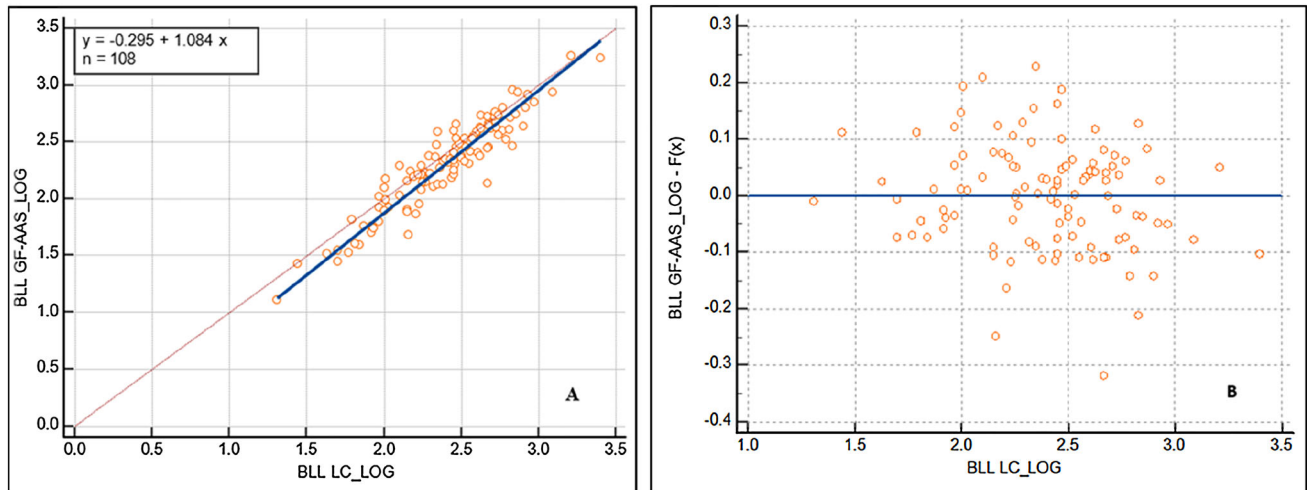 y = -0.295 + 1.084 x
n = 108
BLL GF-AAS_LOG
3.5
3.0
2.5
2.0
1.5
1.0
0.5
0.0
0.0 0.5 1.0 1.5 2.0 2.5 3.0 3.5
BLL LC_LOG
A
BLL GF-AAS_LOG - F(x)
0.3
0.2
0.1
0.0
-0.1
-0.2
-0.3
-0.4
1.0 1.5 2.0 2.5 3.0 3.5
BLL LC_LOG
B